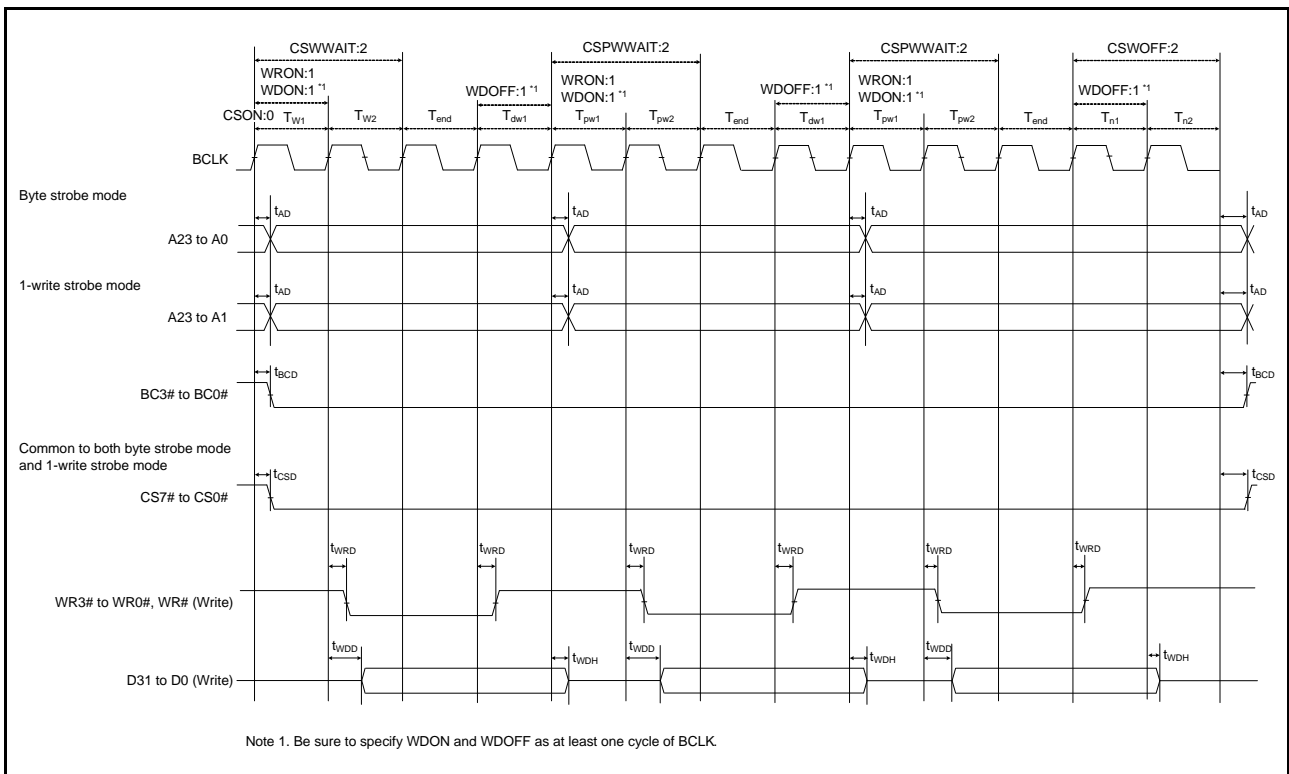 CSWWAIT:2 CSPWWAIT:2 CSPWWAIT:2 CSWOFF:2
WRON:1 WRON:1 WRON:1
WDON:1 *1 WDOFF:1 *1 WDON:1 *1 WDOFF:1 *1 WDON:1 *1 WDOFF:1 *1
CSON:0 TW1 TW2 Tend Tdw1 Tpw1 Tpw2 Tend Tdw1 Tpw1 Tpw2 Tend Tn1 Tn2
BCLK
Byte strobe mode
tAD tAD tAD tAD
A23 to A0
1-write strobe mode
tAD tAD tAD tAD
A23 to A1
tBCD tBCD
BC3# to BC0#
Common to both byte strobe mode
and 1-write strobe mode
tCSD tCSD
CS7# to CS0#
tWRD tWRD tWRD tWRD tWRD tWRD
WR3# to WR0#, WR# (Write)
tWDD tWDH tWDD tWDH tWDD tWDH
D31 to D0 (Write)
Note 1. Be sure to specify WDON and WDOFF as at least one cycle of BCLK.